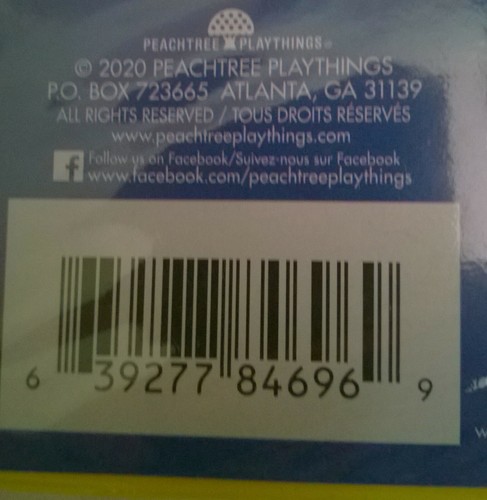 PEACHTREE PLAYTHINGS
© 2020 PEACHTREE PLAYTHINGS
P.O. BOX 723665 ATLANTA, GA 31139
ALL RIGHTS RESERVED / TOUS DROITS RÉSERVÉS
www.peachtreeplaythings.com
f Follow us on Facebook/Suivez-nous sur Facebook
www.facebook.com/peachtreeplaythings
6 39277 84696 9